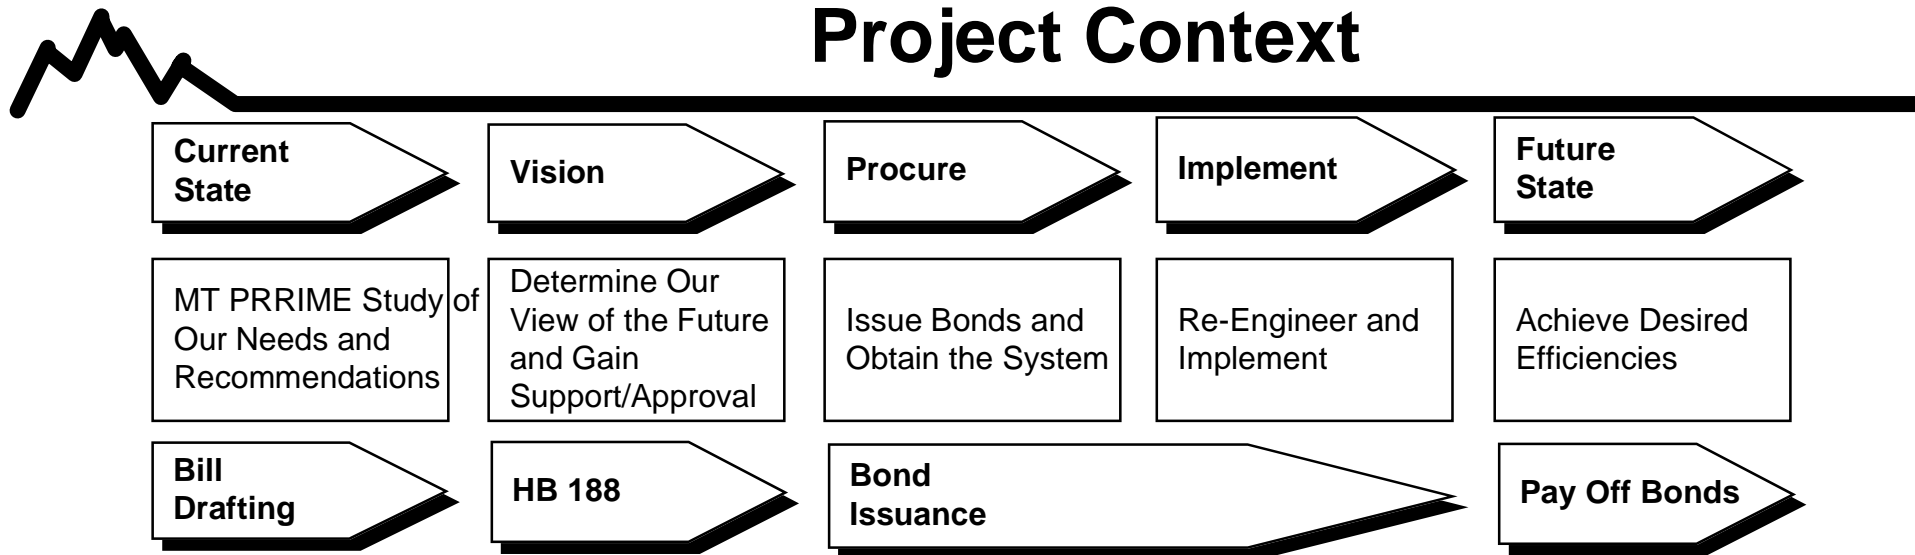 Project Context
Current
State
Vision
Procure
Implement
Future
State
MT PRRIME Study of
Our Needs and
Recommendations
Determine Our
View of the Future
and Gain
Support/Approval
Issue Bonds and
Obtain the System
Re-Engineer and
Implement
Achieve Desired
Efficiencies
Bill
Drafting
HB 188
Bond
Issuance
Pay Off Bonds